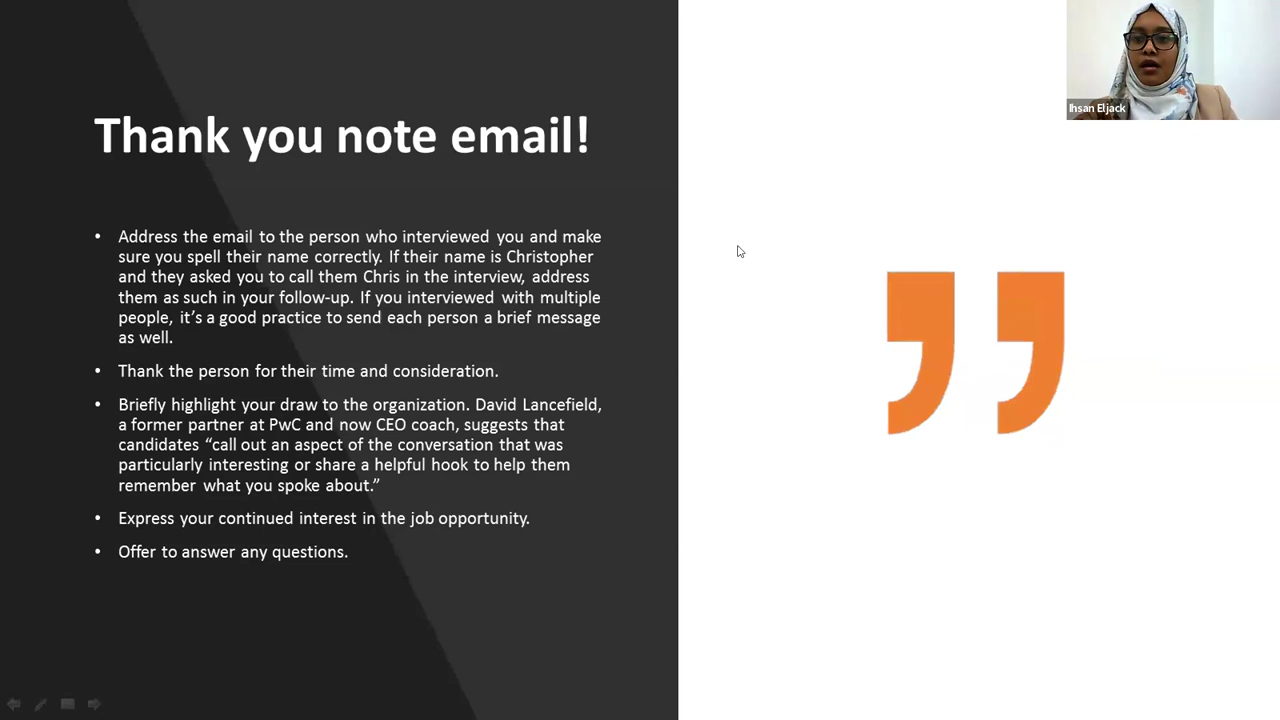 Thank you note email!
• Address the email to the person who interviewed you and make
sure you spell their name correctly. If their name is Christopher
and they asked you to call them Chris in the interview, address
them as such in your follow-up. If you interviewed with multiple
people, it’s a good practice to send each person a brief message
as well.
• Thank the person for their time and consideration.
• Briefly highlight your draw to the organization. David Lancefield,
a former partner at PwC and now CEO coach, suggests that
candidates “call out an aspect of the conversation that was
particularly interesting or share a helpful hook to help them
remember what you spoke about.”
• Express your continued interest in the job opportunity.
• Offer to answer any questions.
Ihsan Eljack